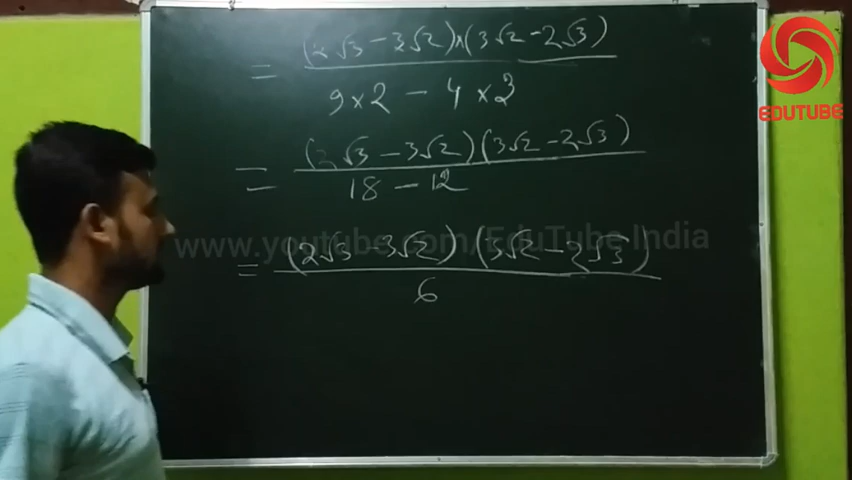 (2√3 - 3√2)×(3√2 - 2√3)
EDUTUBE
= 9×2 - 4×3
(2√3 - 3√2)(3√2 - 2√3)
= 18 - 12
www.youtube.com/EduTube India
= (2√3 - 3√2) (3√2 - 2√3)
6